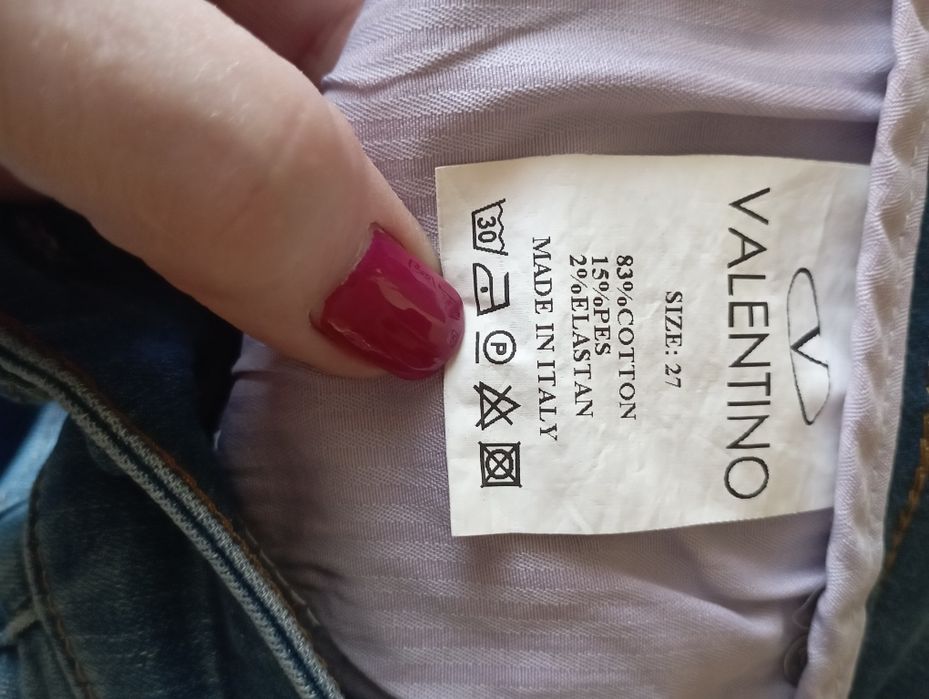 V
VALENTINO
SIZE: 27
83%COTTON
15%PES
2%ELASTAN
MADE IN ITALY
30 P